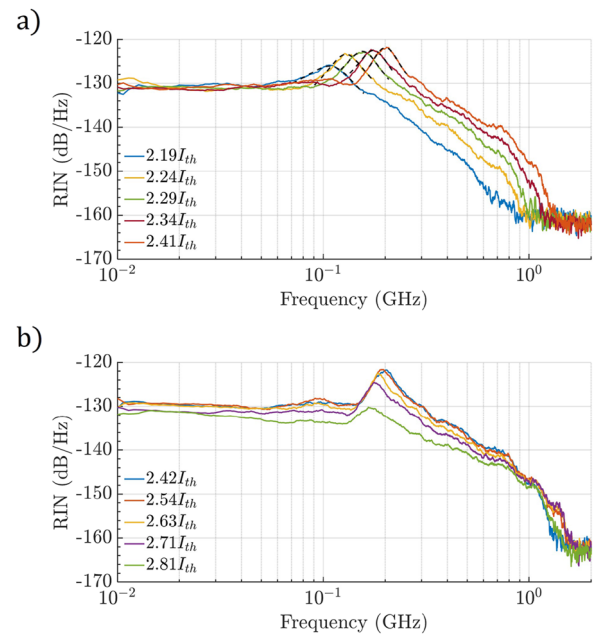 a)
RIN (dB/Hz)
-120
-130
-140
-150
-160
-170
2.19I_th
2.24I_th
2.29I_th
2.34I_th
2.41I_th
10^-2
10^-1
10^0
Frequency (GHz)
b)
RIN (dB/Hz)
-120
-130
-140
-150
-160
-170
2.42I_th
2.54I_th
2.63I_th
2.71I_th
2.81I_th
10^-2
10^-1
10^0
Frequency (GHz)